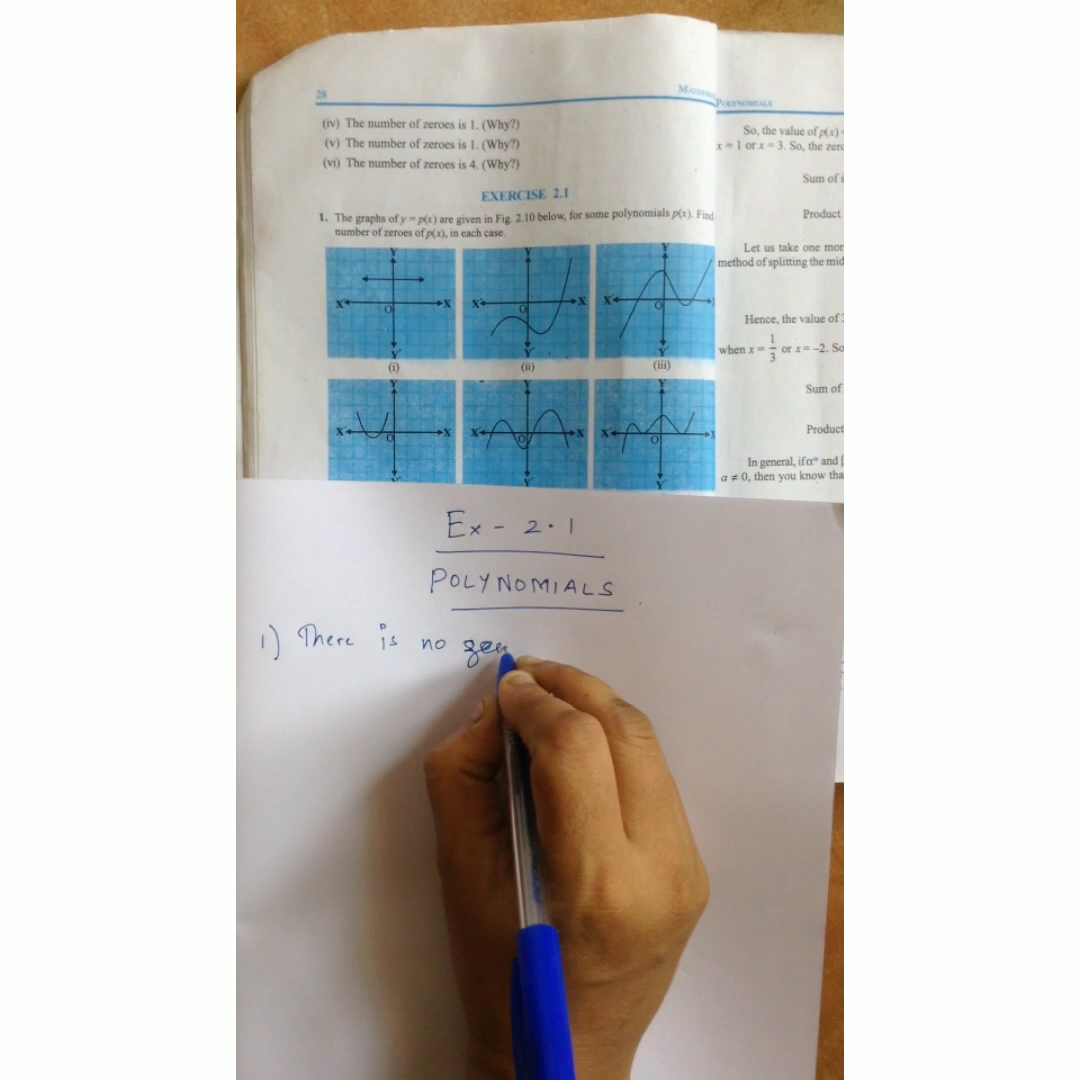 28
MATHEM
(iv) The number of zeroes is 1. (Why?)
(v) The number of zeroes is 1. (Why?)
(vi) The number of zeroes is 4. (Why?)
EXERCISE 2.1
1. The graphs of y = p(x) are given in Fig. 2.10 below, for some polynomials p(x). Find
number of zeroes of p(x), in each case.
Y Y Y
X' O X X' O X X' O
Y' Y' Y'
(i) (ii) (iii)
Y Y Y
X' O X X' O X X' O
Y' Y' Y'
POLYNOMIALS
So, the value of p(x)
x = 1 or x = 3. So, the zero
Sum of
Product
Let us take one mor
method of splitting the mid
Hence, the value of 3
when x = 1/3 or x = –2. So
Sum of
Product
In general, if α* and β
a ≠ 0, then you know tha
Ex - 2.1
POLYNOMIALS
1) There is no zer